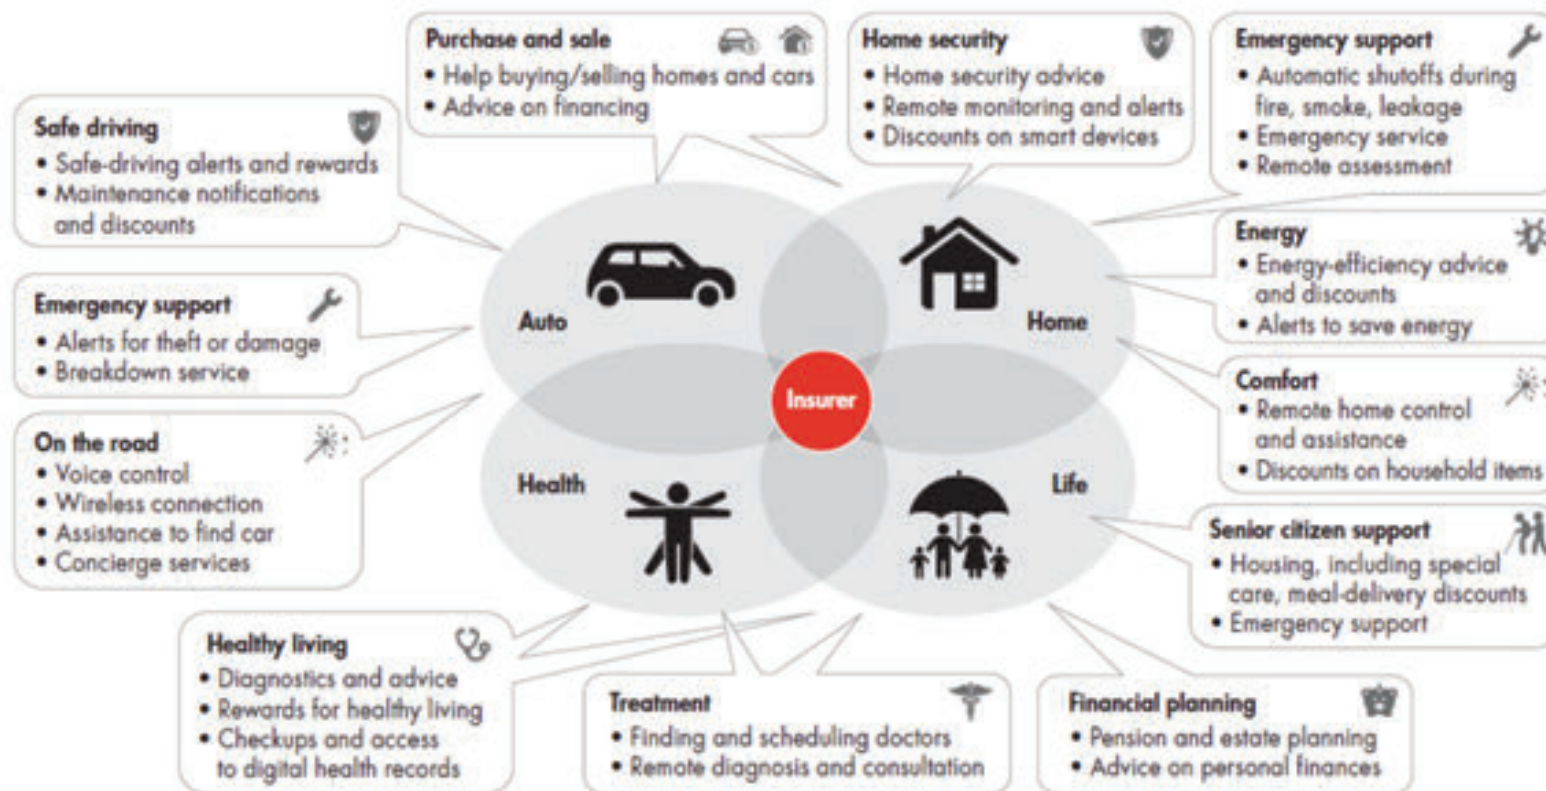 Purchase and sale
• Help buying/selling homes and cars
• Advice on financing
Home security
• Home security advice
• Remote monitoring and alerts
• Discounts on smart devices
Emergency support
• Automatic shutoffs during
fire, smoke, leakage
• Emergency service
• Remote assessment
Safe driving
• Safe-driving alerts and rewards
• Maintenance notifications
and discounts
Energy
• Energy-efficiency advice
and discounts
• Alerts to save energy
Emergency support
• Alerts for theft or damage
• Breakdown service
Auto
Home
Insurer
Comfort
• Remote home control
and assistance
• Discounts on household items
On the road
• Voice control
• Wireless connection
• Assistance to find car
• Concierge services
Health
Life
Senior citizen support
• Housing, including special
care, meal-delivery discounts
• Emergency support
Healthy living
• Diagnostics and advice
• Rewards for healthy living
• Checkups and access
to digital health records
Treatment
• Finding and scheduling doctors
• Remote diagnosis and consultation
Financial planning
• Pension and estate planning
• Advice on personal finances